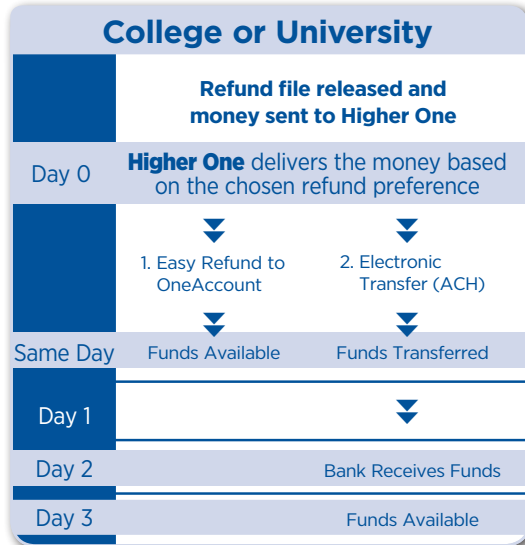 College or University
Refund file released and
money sent to Higher One
Day 0
Higher One delivers the money based
on the chosen refund preference
1. Easy Refund to
OneAccount
2. Electronic
Transfer (ACH)
Same Day
Funds Available
Funds Transferred
Day 1
Day 2
Bank Receives Funds
Day 3
Funds Available